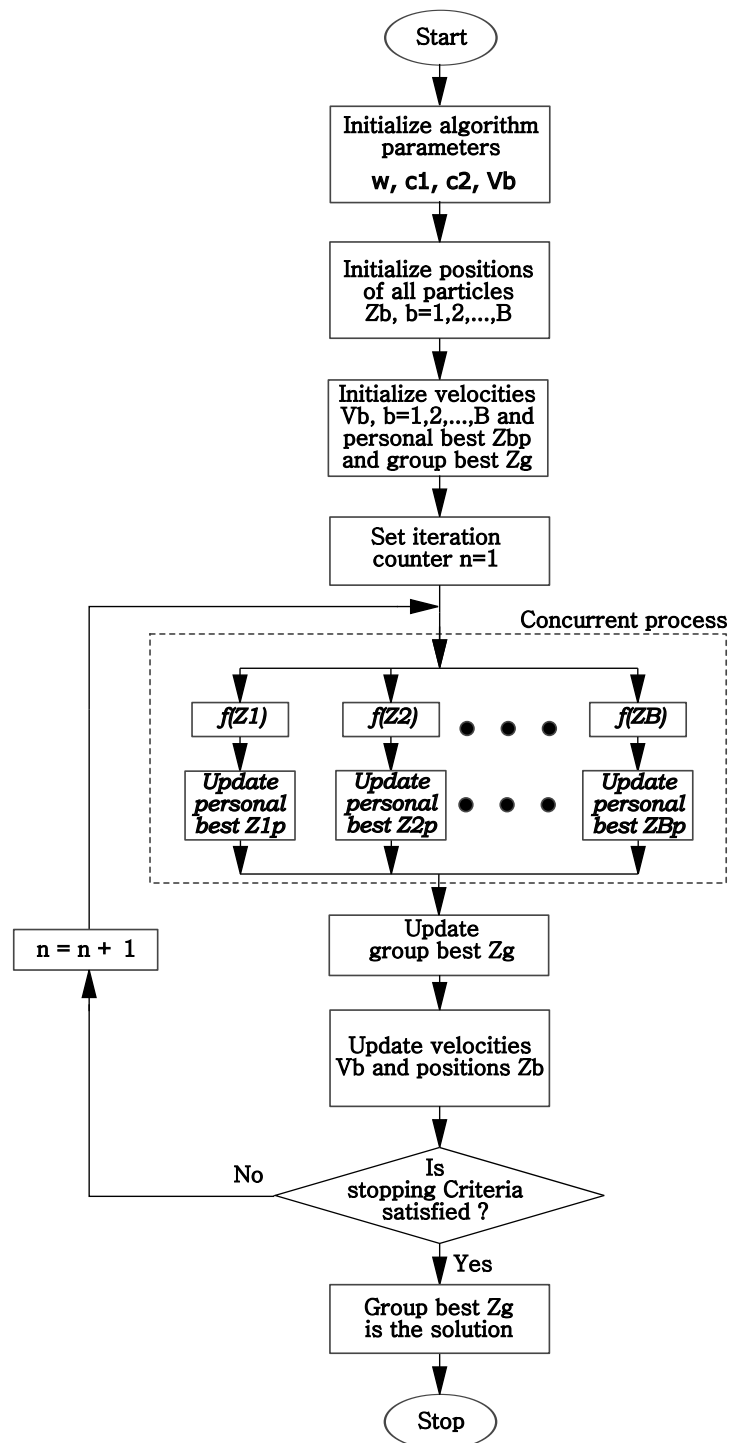 Start
Initialize algorithm
parameters
w, c1, c2, Vb
Initialize positions
of all particles
Zb, b=1,2,...,B
Initialize velocities
Vb, b=1,2,...,B and
personal best Zbp
and group best Zg
Set iteration
counter n=1
Concurrent process
f(Z1)
f(Z2)
f(ZB)
Update
personal
best Z1p
Update
personal
best Z2p
Update
personal
best ZBp
Update
group best Zg
n = n + 1
Update velocities
Vb and positions Zb
Is
stopping Criteria
satisfied ?
No
Yes
Group best Zg
is the solution
Stop